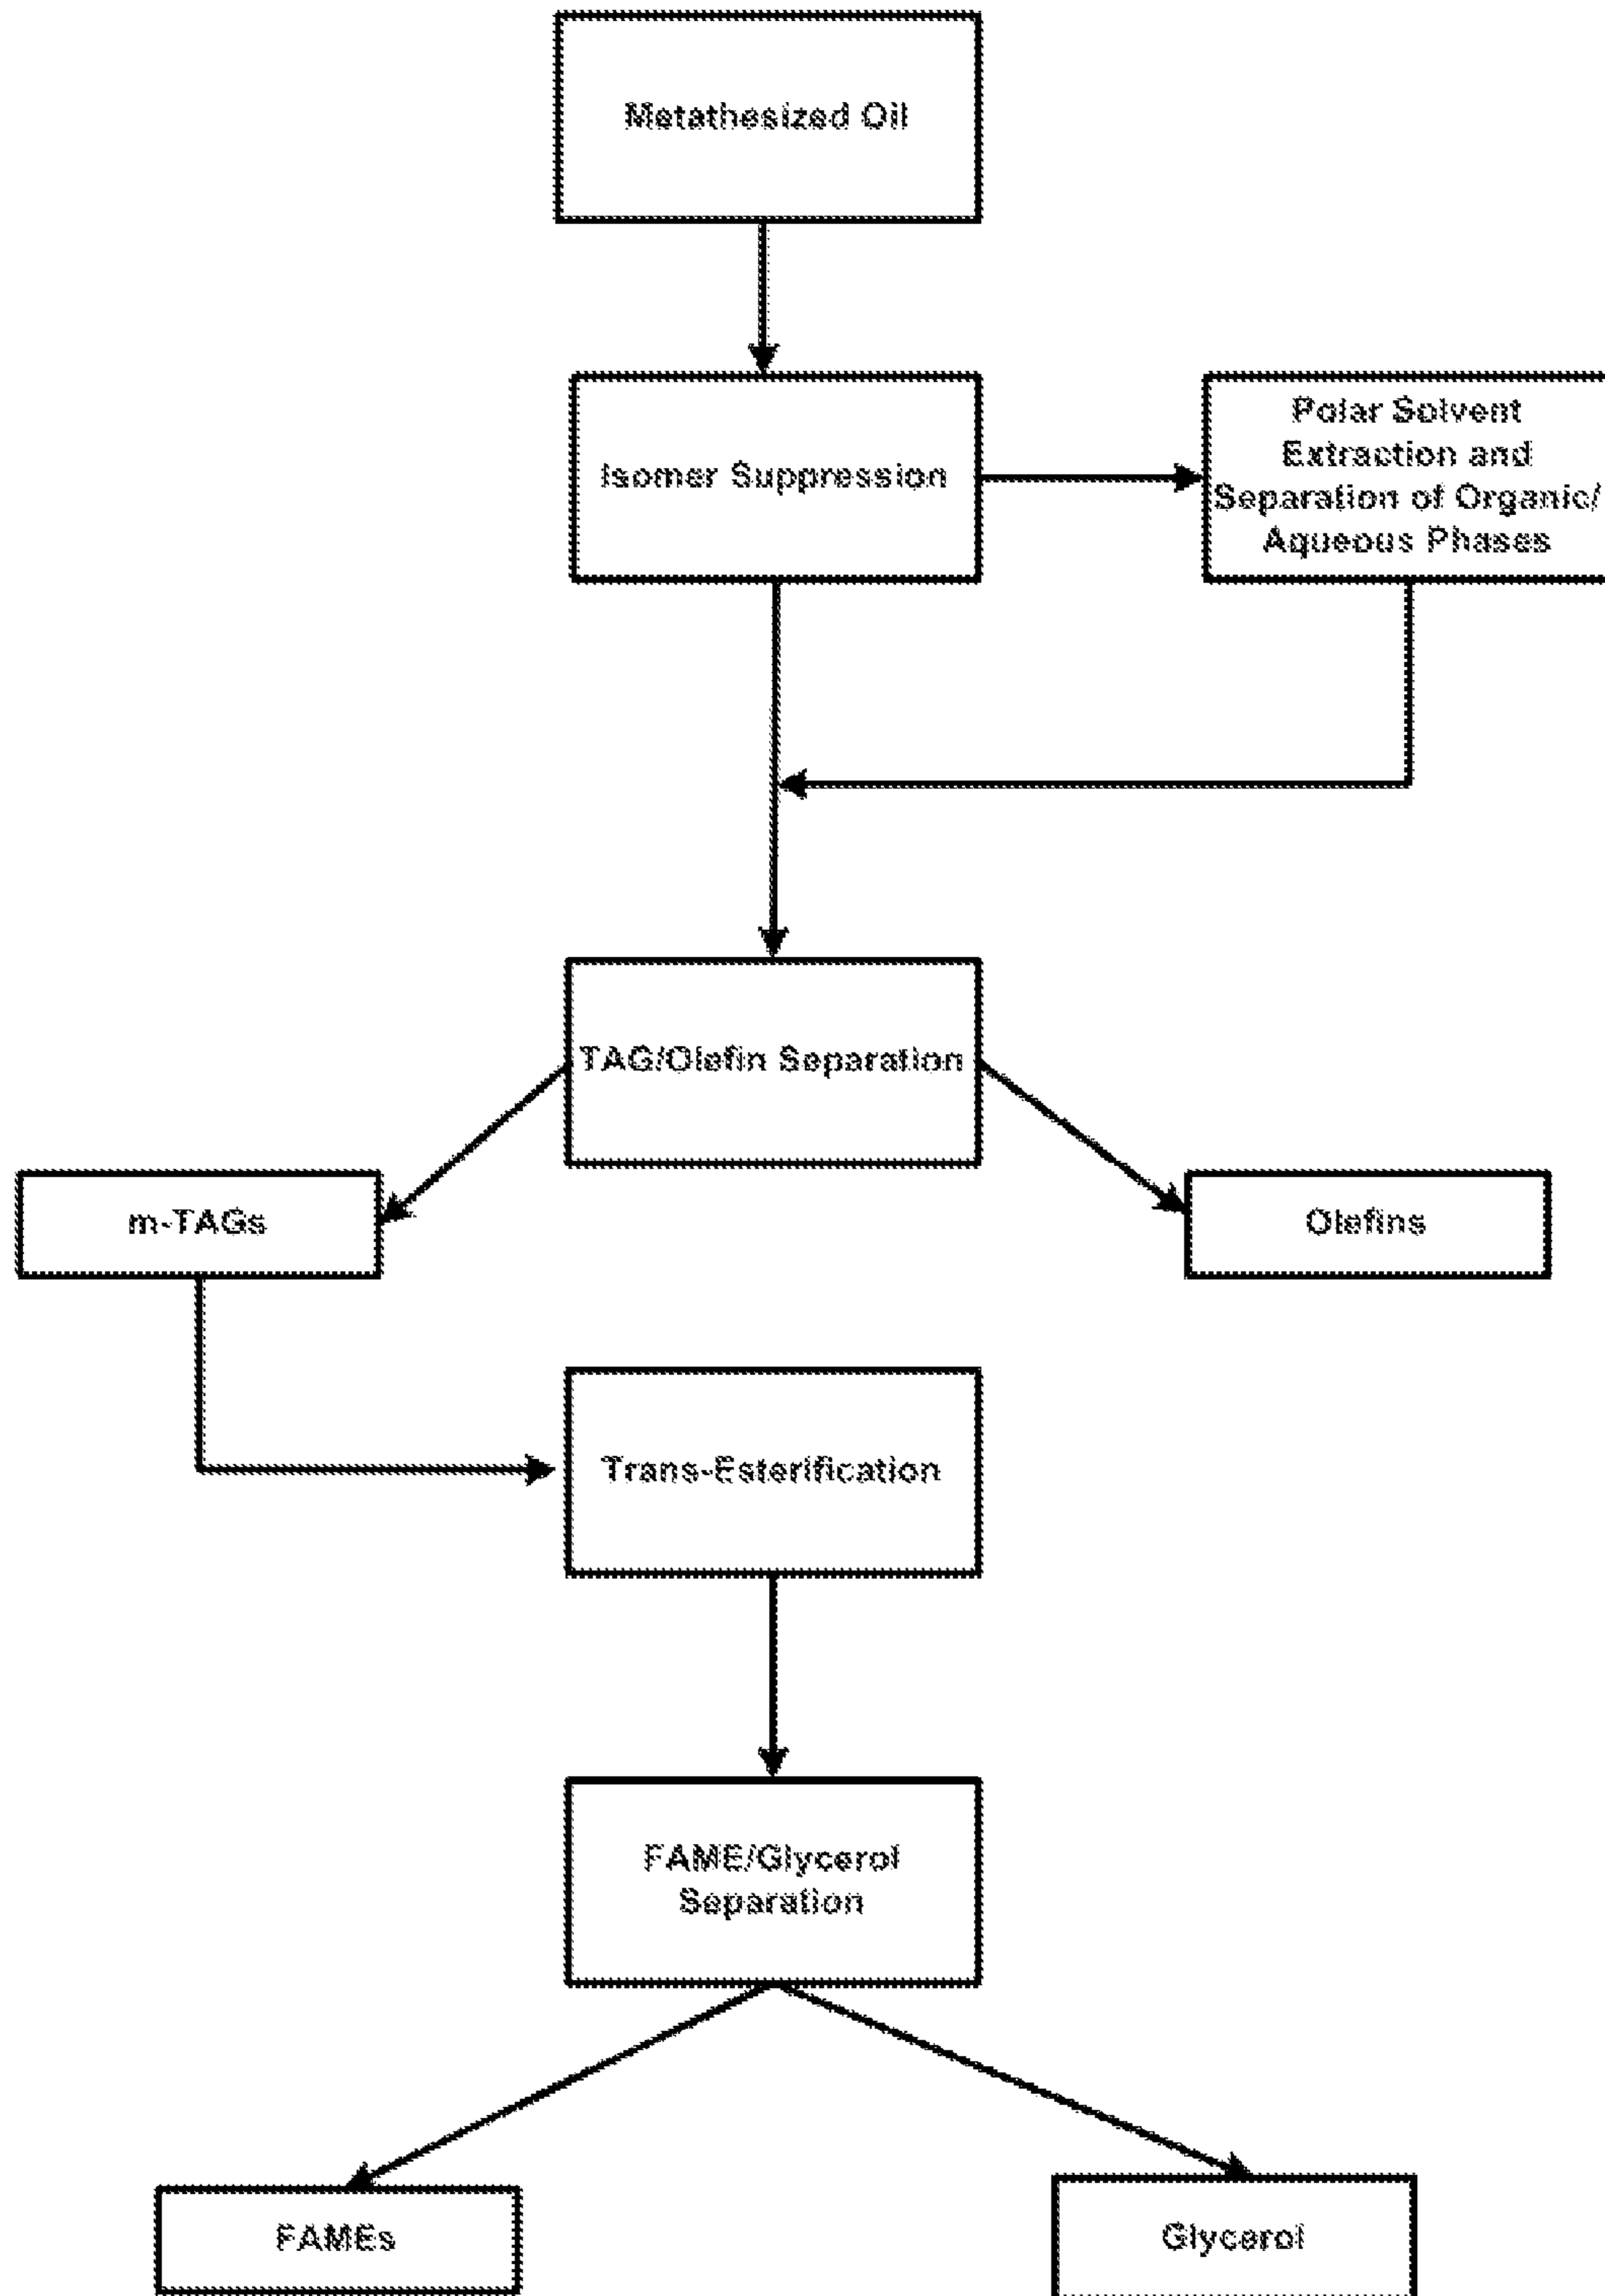 Metathesized Oil
Isomer Suppression
Polar Solvent
Extraction and
Separation of Organic/
Aqueous Phases
TAG/Olefin Separation
m-TAGs
Olefins
Trans-Esterification
FAME/Glycerol
Separation
FAMEs
Glycerol